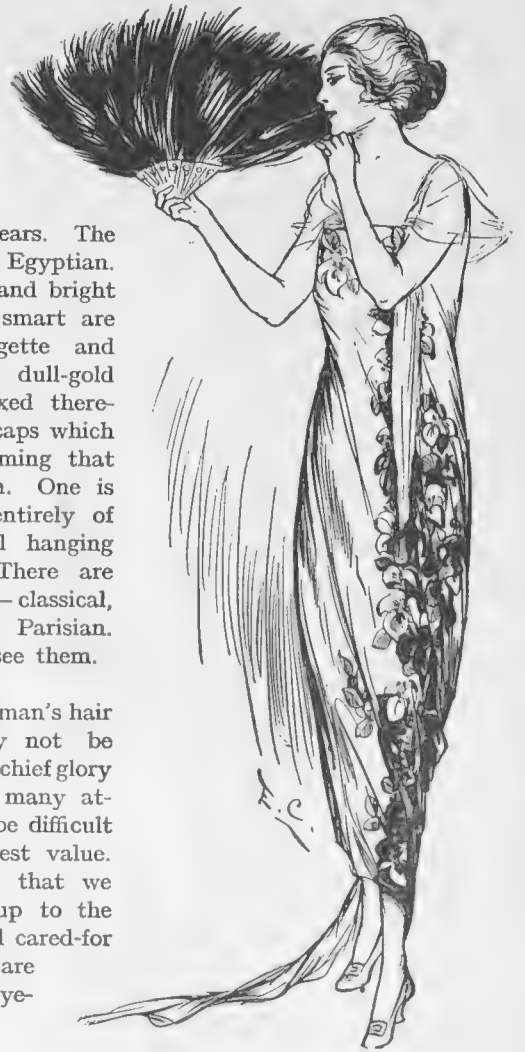 ears. The
Egyptian.
and bright
smart are
gette and
dull-gold
xed there-
caps which
ming that
n. One is
entirely of
l hanging
There are
– classical,
Parisian.
see them.
man's hair
y not be
chief glory
many at-
be difficult
est value.
that we
up to the
l cared-for
are
ye-
E.C.